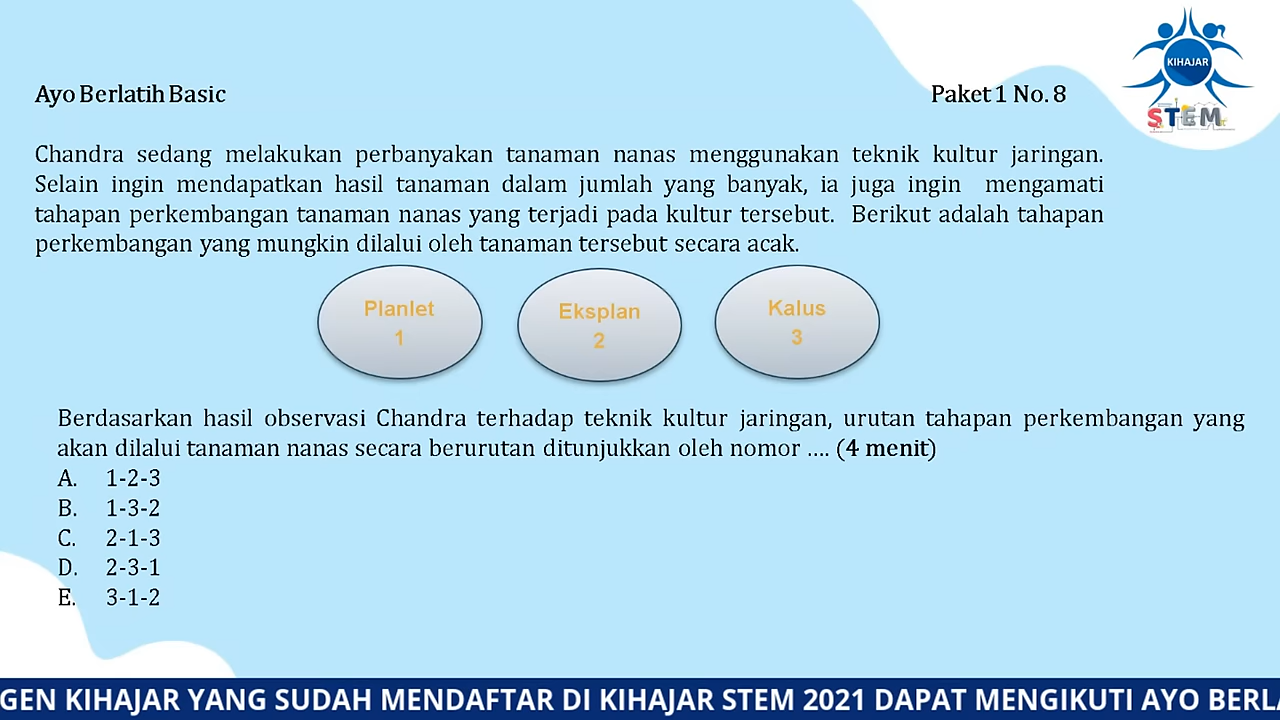 KIHAJAR
STEM
Ayo Berlatih Basic
Paket 1 No. 8
Chandra sedang melakukan perbanyakan tanaman nanas menggunakan teknik kultur jaringan.
Selain ingin mendapatkan hasil tanaman dalam jumlah yang banyak, ia juga ingin mengamati
tahapan perkembangan tanaman nanas yang terjadi pada kultur tersebut. Berikut adalah tahapan
perkembangan yang mungkin dilalui oleh tanaman tersebut secara acak.
Planlet
1
Eksplan
2
Kalus
3
Berdasarkan hasil observasi Chandra terhadap teknik kultur jaringan, urutan tahapan perkembangan yang
akan dilalui tanaman nanas secara berurutan ditunjukkan oleh nomor .... (4 menit)
A. 1-2-3
B. 1-3-2
C. 2-1-3
D. 2-3-1
E. 3-1-2
GEN KIHAJAR YANG SUDAH MENDAFTAR DI KIHAJAR STEM 2021 DAPAT MENGIKUTI AYO BERLA